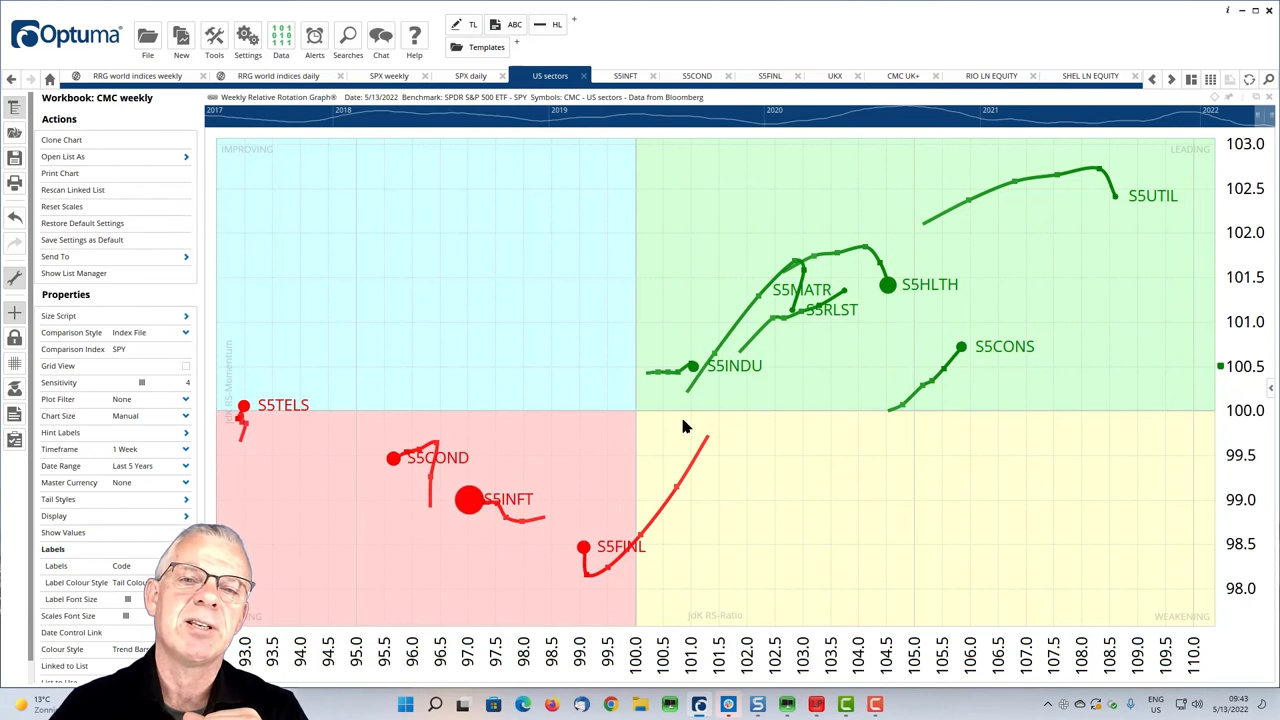 Optuma
File
New
Tools
Settings
Data
Alerts
Searches
Chat
Help
TL
ABC
HL
Templates
RRG world indices weekly
RRG world indices daily
SPX weekly
SPX daily
US sectors
S5INFT
S5COND
S5FINL
UKX
CMC UK+
RIO LN EQUITY
SHEL LN EQUITY
Workbook: CMC weekly
Weekly Relative Rotation Graph® Date: 5/13/2022 Benchmark: SPDR S&P 500 ETF - SPY Symbols: CMC - US sectors - Data from Bloomberg
2017
2018
2019
2020
2021
2022
Actions
Clone Chart
Open List As
Print Chart
Rescan Linked List
Reset Scales
Restore Default Settings
Save Settings as Default
Send To
Show List Manager
Properties
Size Script
Comparison Style Index File
Comparison Index SPY
Grid View
Sensitivity 4
Plot Filter None
Chart Size Manual
Hint Labels
Timeframe 1 Week
Date Range Last 5 Years
Master Currency None
Tail Styles
Display
Show Values
Labels
Labels Code
Label Colour Style Tail Colou
Label Font Size
Scales Font Size
Date Control Link
Colour Style Trend Bars
Linked to List
IMPROVING
LEADING
WEAKENING
JdK RS-Momentum
JdK RS-Ratio
S5UTIL
S5HLTH
S5MATR
S5RLST
S5CONS
S5INDU
S5TELS
S5COND
S5INFT
S5FINL
103.0
102.5
102.0
101.5
101.0
100.5
100.0
99.5
99.0
98.5
98.0
93.0
93.5
94.0
94.5
95.0
95.5
96.0
96.5
97.0
97.5
98.0
98.5
99.0
99.5
100.0
100.5
101.0
101.5
102.0
102.5
103.0
103.5
104.0
104.5
105.0
105.5
106.0
106.5
107.0
107.5
108.0
108.5
109.0
109.5
110.0
13°C
ENG
US
09:43
5/13/2022